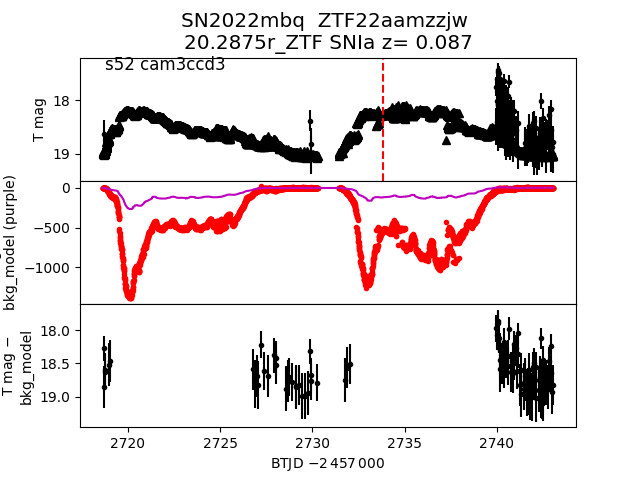 SN2022mbq  ZTF22aamzzjw
20.2875r_ZTF SNIa z= 0.087
s52 cam3ccd3
T mag
18
19
bkg_model (purple)
0
−500
−1000
T mag −
bkg_model
18.0
18.5
19.0
2720
2725
2730
2735
2740
BTJD −2 457 000